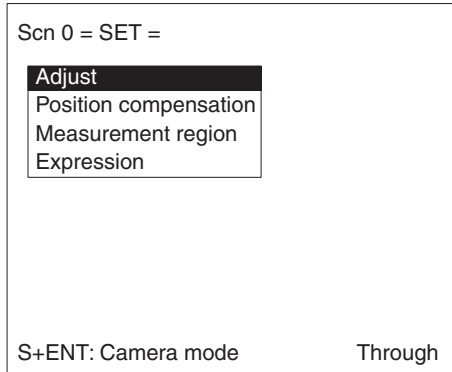 Scn 0 = SET =
Adjust
Position compensation
Measurement region
Expression
S+ENT: Camera mode Through